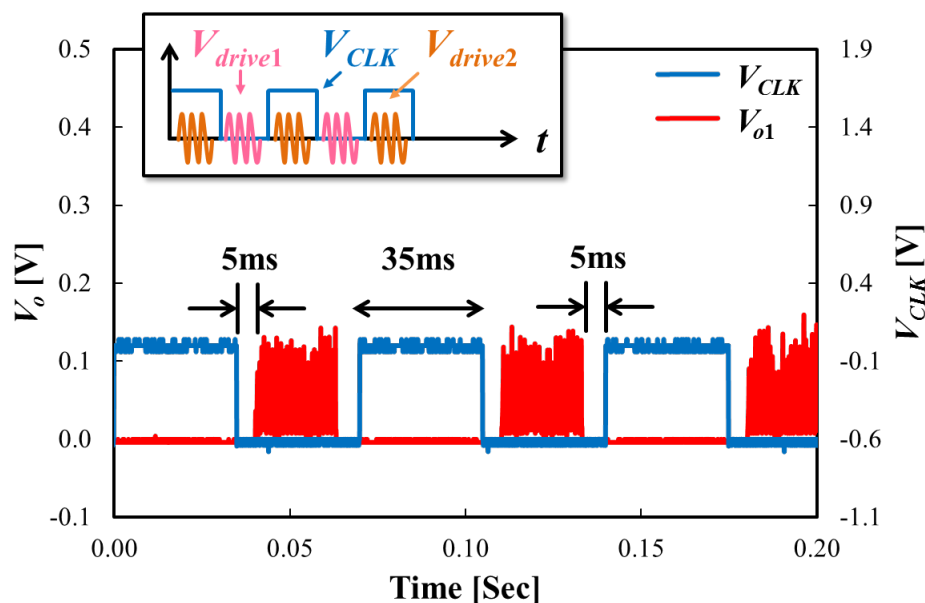 V_drive1 V_CLK V_drive2
t
V_CLK
V_o1
5ms 35ms 5ms
V_o [V]
0.5
0.4
0.3
0.2
0.1
0.0
-0.1
V_CLK [V]
1.9
1.4
0.9
0.4
-0.1
-0.6
-1.1
0.00 0.05 0.10 0.15 0.20
Time [Sec]